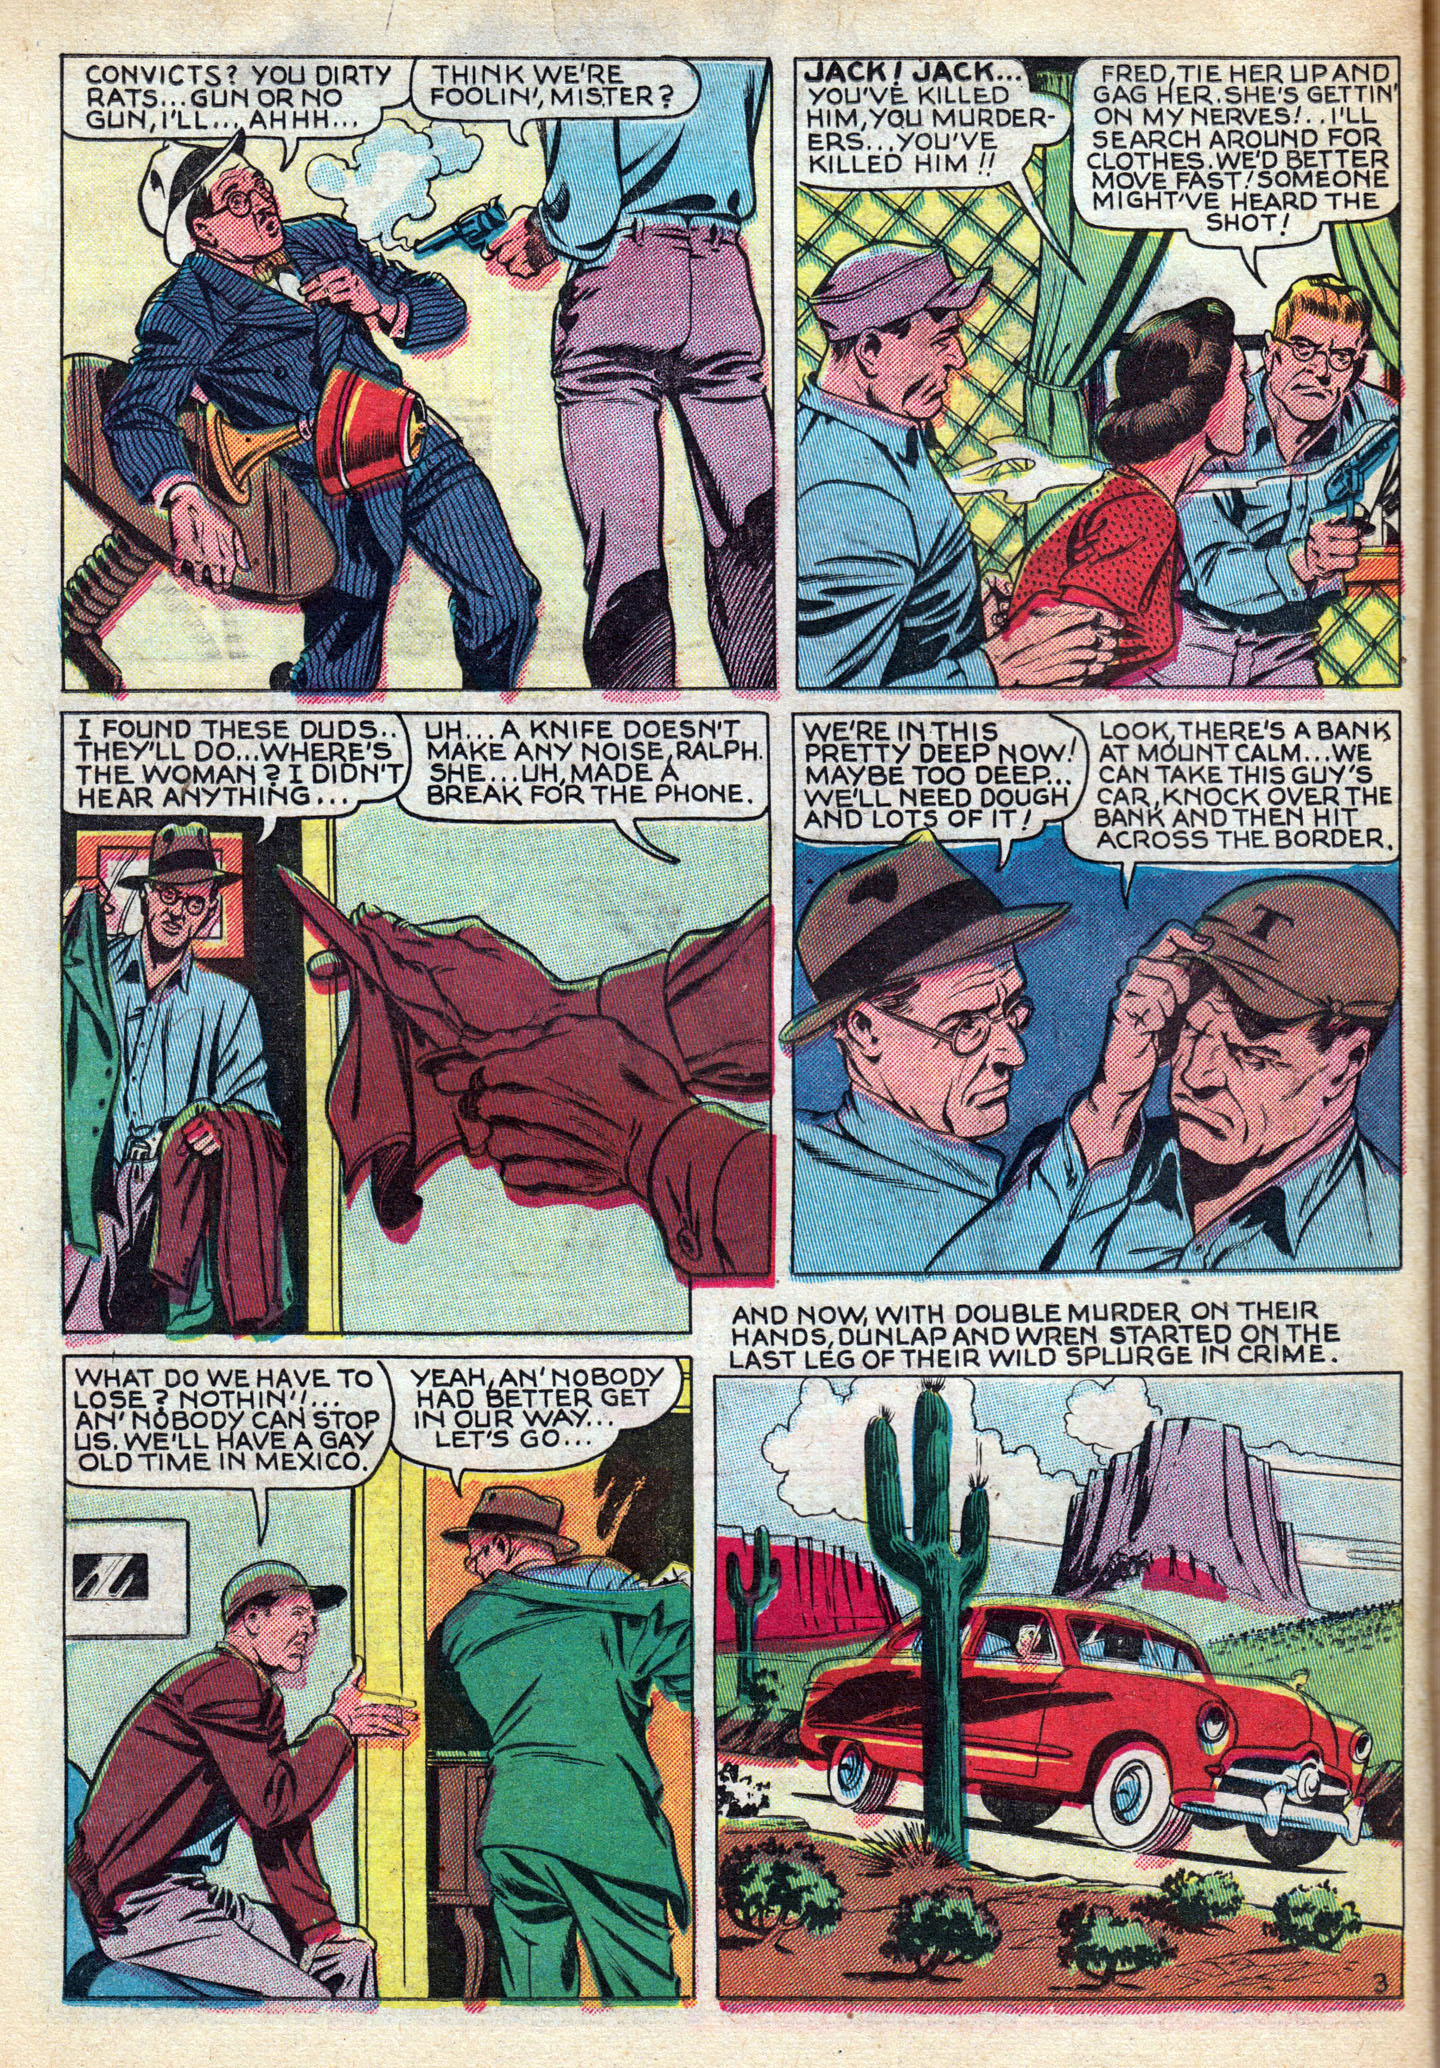 CONVICTS? YOU DIRTY
RATS... GUN OR NO
GUN, I'LL... AHHH...
THINK WE'RE
FOOLIN', MISTER?
JACK! JACK...
YOU'VE KILLED
HIM, YOU MURDER-
ERS... YOU'VE
KILLED HIM!!
FRED, TIE HER UP AND
GAG HER. SHE'S GETTIN'
ON MY NERVES!.. I'LL
SEARCH AROUND FOR
CLOTHES. WE'D BETTER
MOVE FAST! SOMEONE
MIGHT'VE HEARD THE
SHOT!
I FOUND THESE DUDS..
THEY'LL DO... WHERE'S
THE WOMAN? I DIDN'T
HEAR ANYTHING...
UH... A KNIFE DOESN'T
MAKE ANY NOISE, RALPH.
SHE... UH, MADE A
BREAK FOR THE PHONE.
WE'RE IN THIS
PRETTY DEEP NOW!
MAYBE TOO DEEP...
WE'LL NEED DOUGH
AND LOTS OF IT!
LOOK, THERE'S A BANK
AT MOUNT CALM... WE
CAN TAKE THIS GUY'S
CAR, KNOCK OVER THE
BANK AND THEN HIT
ACROSS THE BORDER.
T
WHAT DO WE HAVE TO
LOSE? NOTHIN'!...
AN' NOBODY CAN STOP
US. WE'LL HAVE A GAY
OLD TIME IN MEXICO.
YEAH, AN' NOBODY
HAD BETTER GET
IN OUR WAY...
LET'S GO...
AND NOW, WITH DOUBLE MURDER ON THEIR
HANDS, DUNLAP AND WREN STARTED ON THE
LAST LEG OF THEIR WILD SPLURGE IN CRIME.
3